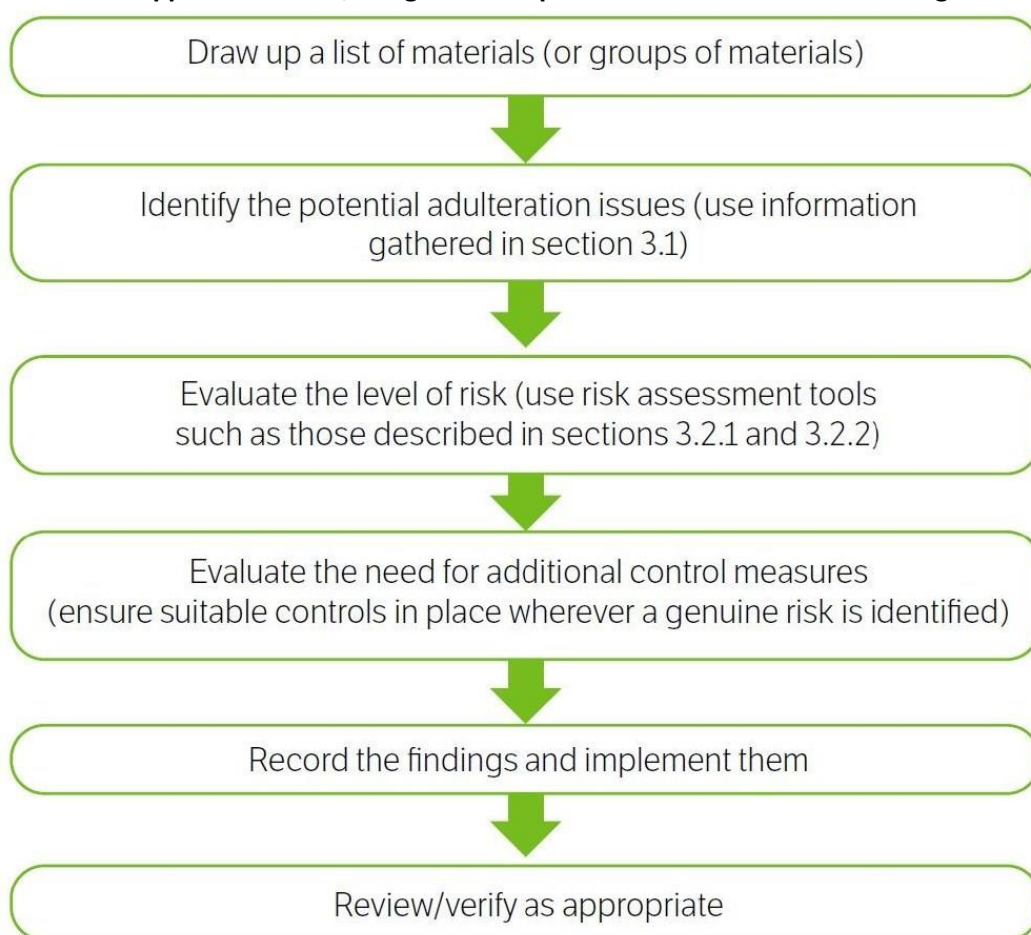 Draw up a list of materials (or groups of materials)
Identify the potential adulteration issues (use information
gathered in section 3.1)
Evaluate the level of risk (use risk assessment tools
such as those described in sections 3.2.1 and 3.2.2)
Evaluate the need for additional control measures
(ensure suitable controls in place wherever a genuine risk is identified)
Record the findings and implement them
Review/verify as appropriate